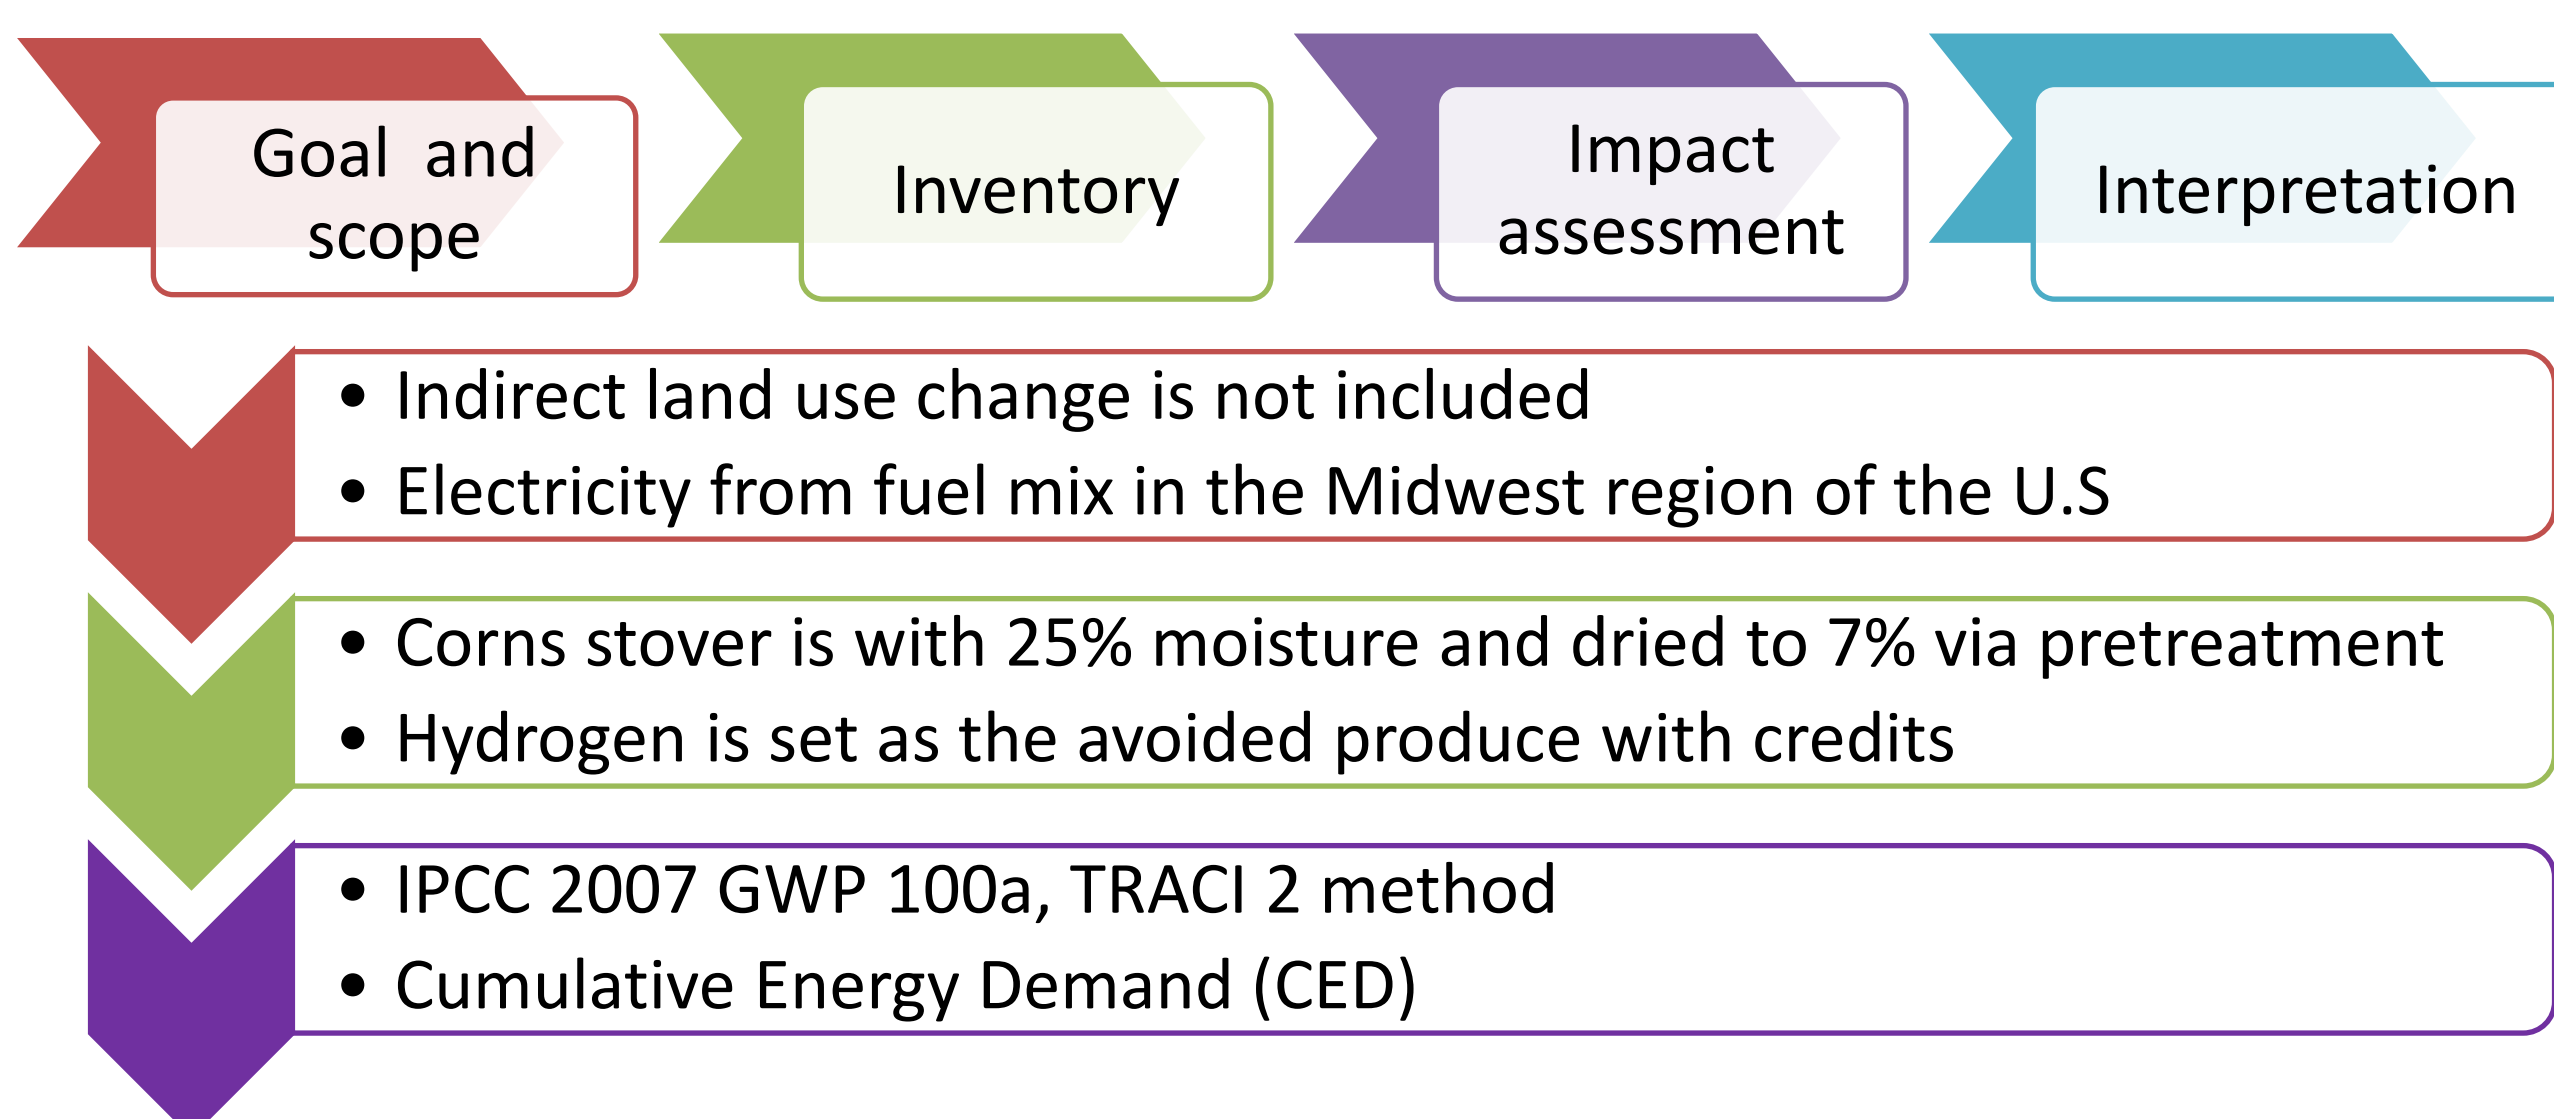 Goal and
scope
Inventory
Impact
assessment
Interpretation
• Indirect land use change is not included
• Electricity from fuel mix in the Midwest region of the U.S
• Corns stover is with 25% moisture and dried to 7% via pretreatment
• Hydrogen is set as the avoided produce with credits
• IPCC 2007 GWP 100a, TRACI 2 method
• Cumulative Energy Demand (CED)